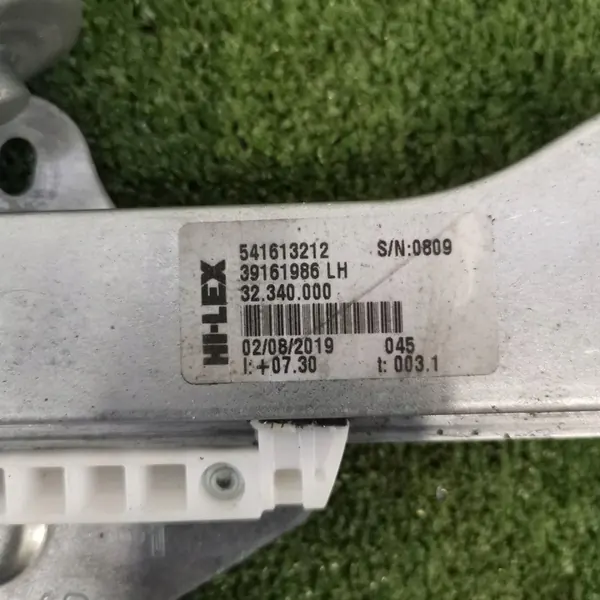 HI-LEX
541613212 S/N:0809
39161986 LH
32.340.000
02/08/2019 045
l:+07.30 t: 003.1